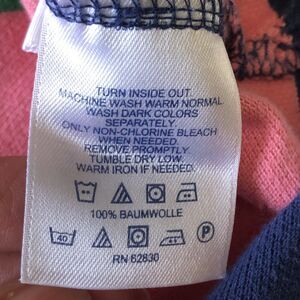 TURN INSIDE OUT.
MACHINE WASH WARM NORMAL
WASH DARK COLORS
SEPARATELY.
ONLY NON-CHLORINE BLEACH
WHEN NEEDED.
REMOVE PROMPTLY.
TUMBLE DRY LOW.
WARM IRON IF NEEDED.
100% BAUMWOLLE
40
P
RN 62830